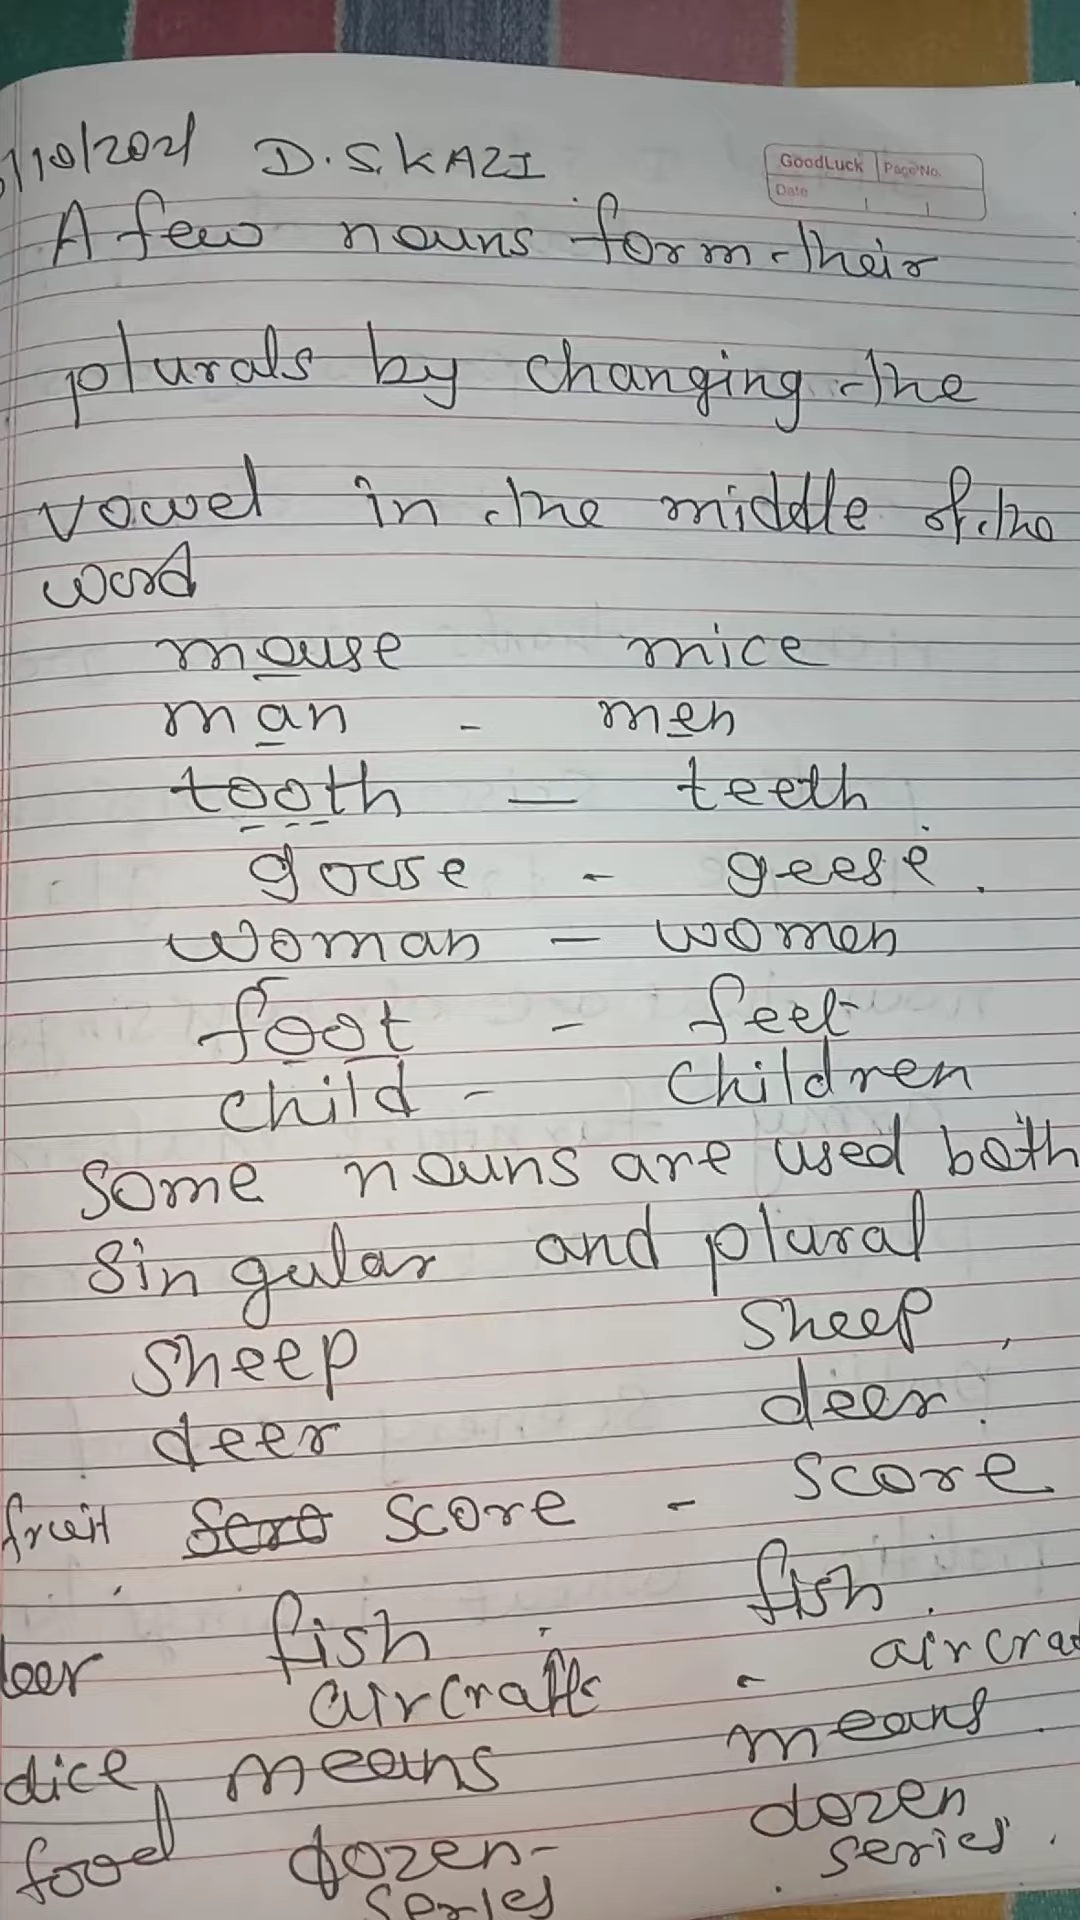 /10/2021 D.S.KAZI
GoodLuck Page No.
Date
A few nouns form their
plurals by changing the
vowel in the middle of the
word
mouse mice
man - men
tooth — teeth
goose - geese.
woman - women
foot - feet
child - children
Some nouns are used both
singular and plural
sheep sheep,
deer deer.
fruit score - score
fish - fish.
aircraft - aircra
dice, means means.
food dozen- dozen
series series.